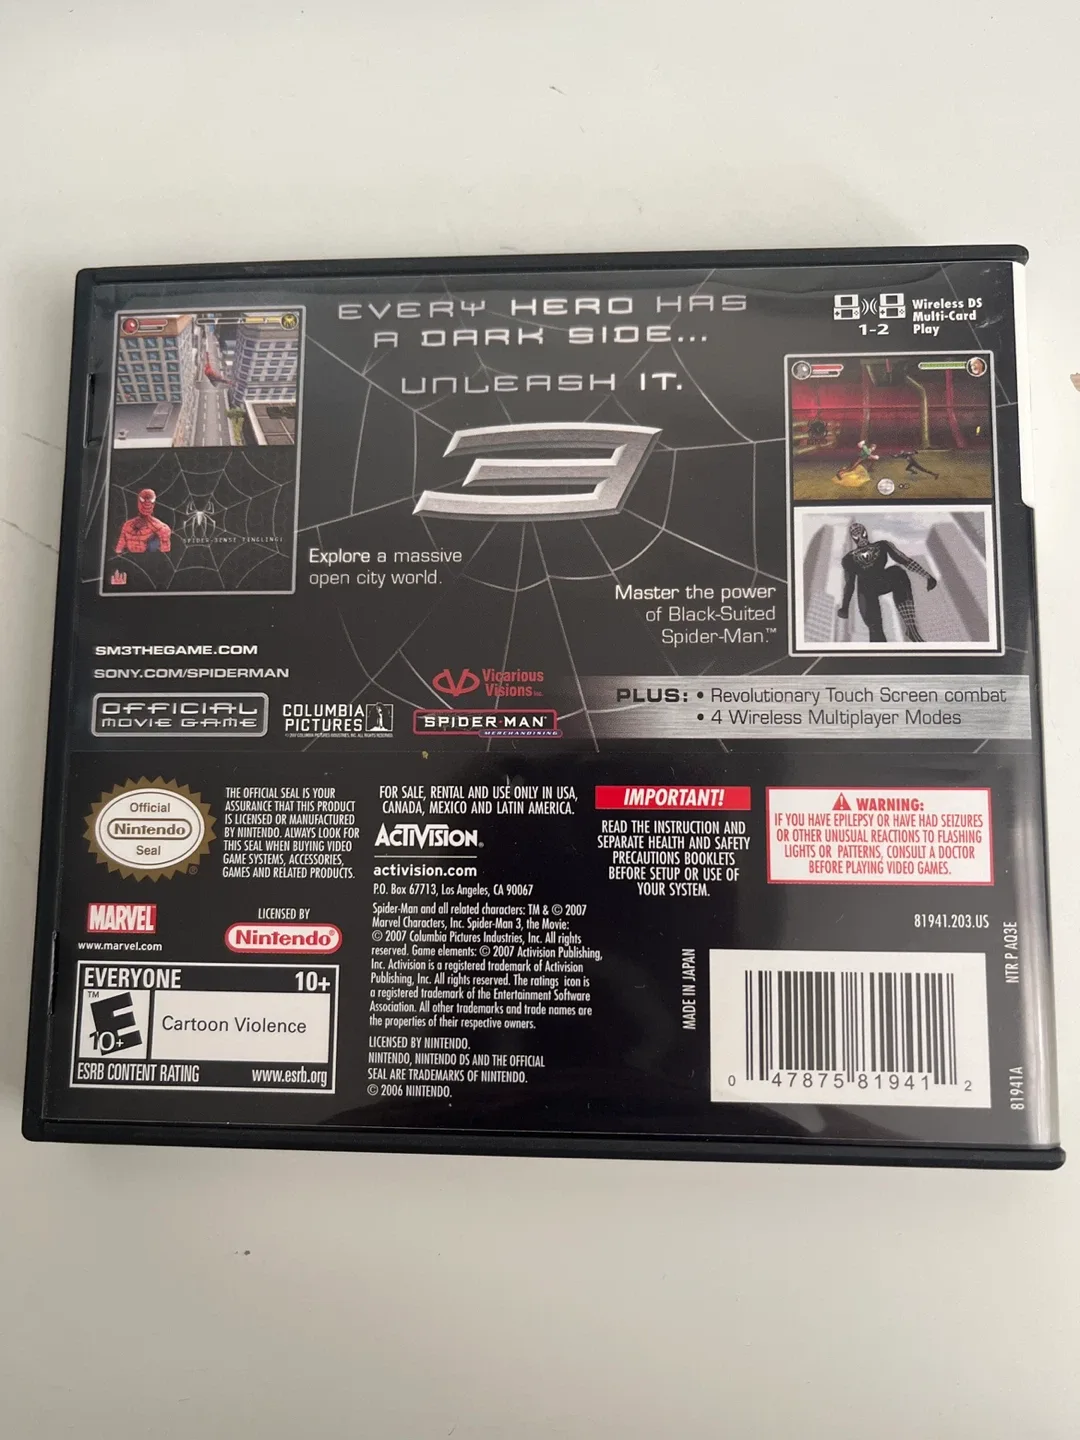 EVERY HERO HAS
A DARK SIDE...
UNLEASH IT.
3
Wireless DS
Multi-Card
Play
1-2
SPIDER-SENSE TINGLING!
Explore a massive
open city world.
Master the power
of Black-Suited
Spider-Man.™
SM3THEGAME.COM
SONY.COM/SPIDERMAN
OFFICIAL
MOVIE GAME
COLUMBIA
PICTURES
Vicarious
Visions Inc.
SPIDER-MAN™
MERCHANDISING
PLUS: • Revolutionary Touch Screen combat
• 4 Wireless Multiplayer Modes
Official
Nintendo
Seal
®
THE OFFICIAL SEAL IS YOUR
ASSURANCE THAT THIS PRODUCT
IS LICENSED OR MANUFACTURED
BY NINTENDO. ALWAYS LOOK FOR
THIS SEAL WHEN BUYING VIDEO
GAME SYSTEMS, ACCESSORIES,
GAMES AND RELATED PRODUCTS.
MARVEL
www.marvel.com
LICENSED BY
Nintendo®
EVERYONE 10+
™
E
10+
Cartoon Violence
ESRB CONTENT RATING www.esrb.org
FOR SALE, RENTAL AND USE ONLY IN USA,
CANADA, MEXICO AND LATIN AMERICA.
ACTIVISION®
activision.com
P.O. Box 67713, Los Angeles, CA 90067
Spider-Man and all related characters: TM & © 2007
Marvel Characters, Inc. Spider-Man 3, the Movie:
© 2007 Columbia Pictures Industries, Inc. All rights
reserved. Game elements: © 2007 Activision Publishing,
Inc. Activision is a registered trademark of Activision
Publishing, Inc. All rights reserved. The ratings icon is
a registered trademark of the Entertainment Software
Association. All other trademarks and trade names are
the properties of their respective owners.
LICENSED BY NINTENDO.
NINTENDO, NINTENDO DS AND THE OFFICIAL
SEAL ARE TRADEMARKS OF NINTENDO.
© 2006 NINTENDO.
IMPORTANT!
READ THE INSTRUCTION AND
SEPARATE HEALTH AND SAFETY
PRECAUTIONS BOOKLETS
BEFORE SETUP OR USE OF
YOUR SYSTEM.
WARNING:
IF YOU HAVE EPILEPSY OR HAVE HAD SEIZURES
OR OTHER UNUSUAL REACTIONS TO FLASHING
LIGHTS OR PATTERNS, CONSULT A DOCTOR
BEFORE PLAYING VIDEO GAMES.
81941.203.US
MADE IN JAPAN
0 47875 81941 2
NTR P AQ3E
81941A